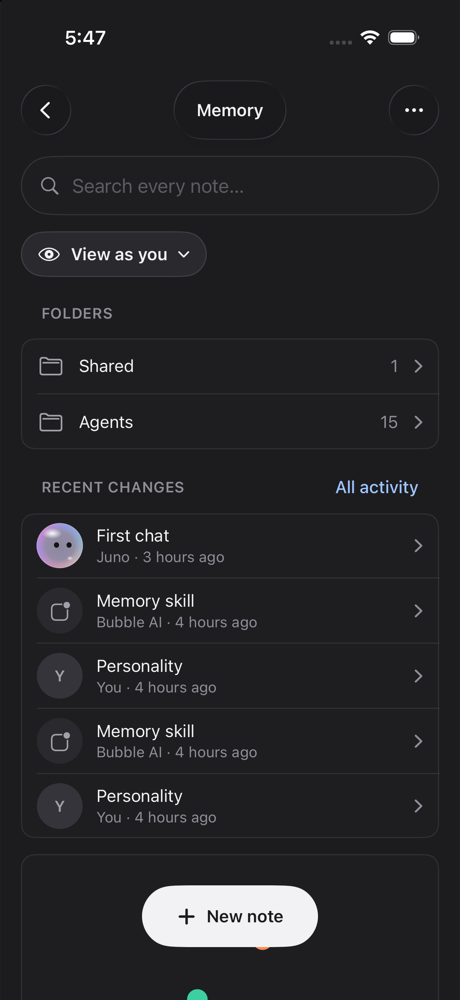 5:47
Memory
Search every note...
View as you
FOLDERS
Shared 1
Agents 15
RECENT CHANGES All activity
First chat
Juno · 3 hours ago
Memory skill
Bubble AI · 4 hours ago
Y
Personality
You · 4 hours ago
Memory skill
Bubble AI · 4 hours ago
Y
Personality
You · 4 hours ago
+ New note